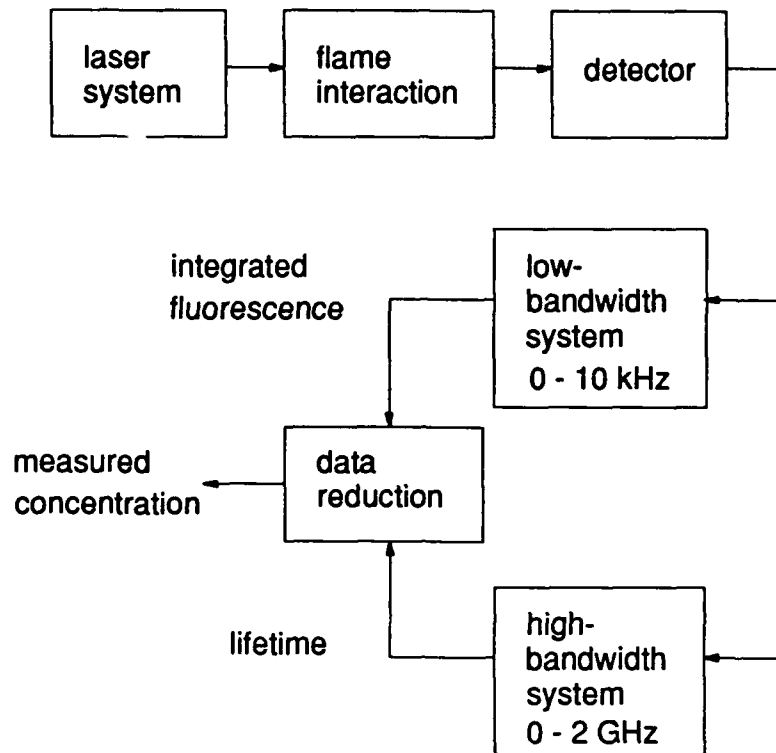 laser
system
flame
interaction
detector
integrated
fluorescence
low-
bandwidth
system
0 - 10 kHz
measured
concentration
data
reduction
lifetime
high-
bandwidth
system
0 - 2 GHz